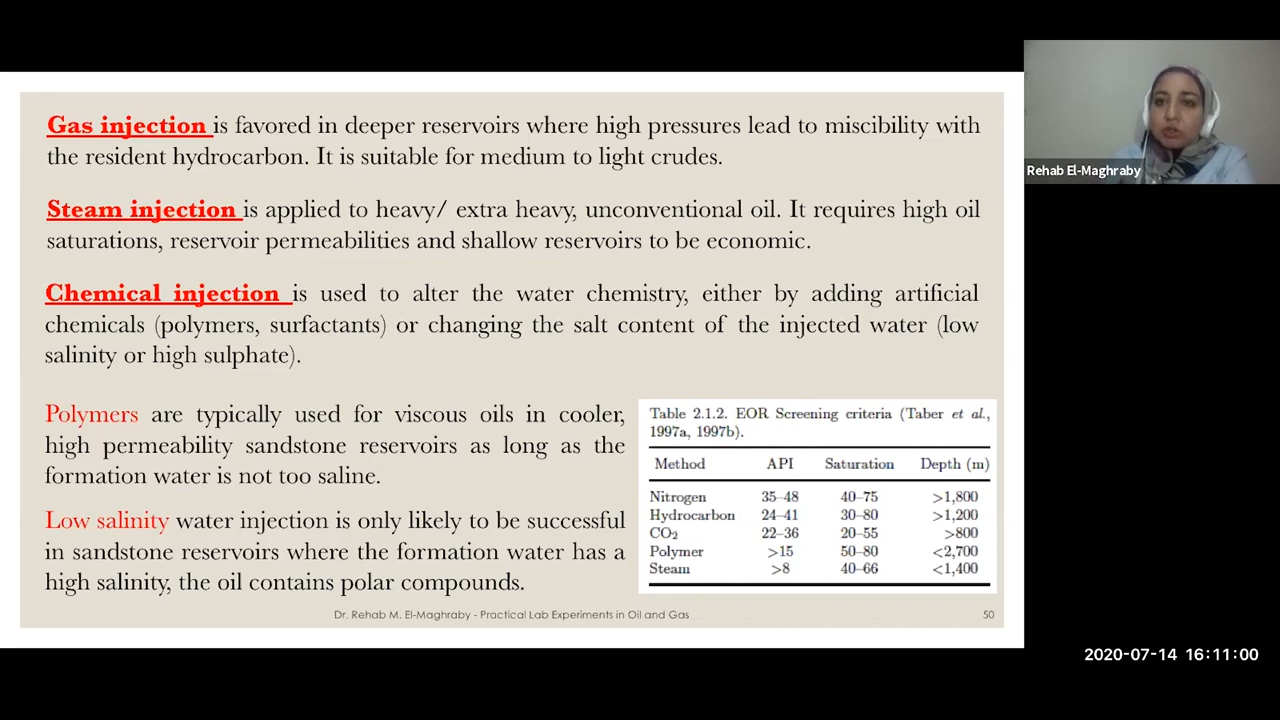 Gas injection is favored in deeper reservoirs where high pressures lead to miscibility with
the resident hydrocarbon. It is suitable for medium to light crudes.
Steam injection is applied to heavy/ extra heavy, unconventional oil. It requires high oil
saturations, reservoir permeabilities and shallow reservoirs to be economic.
Chemical injection is used to alter the water chemistry, either by adding artificial
chemicals (polymers, surfactants) or changing the salt content of the injected water (low
salinity or high sulphate).
Polymers are typically used for viscous oils in cooler,
high permeability sandstone reservoirs as long as the
formation water is not too saline.
Low salinity water injection is only likely to be successful
in sandstone reservoirs where the formation water has a
high salinity, the oil contains polar compounds.
Table 2.1.2. EOR Screening criteria (Taber et al.,
1997a, 1997b).
Method API Saturation Depth (m)
Nitrogen 35–48 40–75 >1,800
Hydrocarbon 24–41 30–80 >1,200
CO₂ 22–36 20–55 >800
Polymer >15 50–80 <2,700
Steam >8 40–66 <1,400
Dr. Rehab M. El-Maghraby - Practical Lab Experiments in Oil and Gas
50
Rehab El-Maghraby
2020-07-14 16:11:00